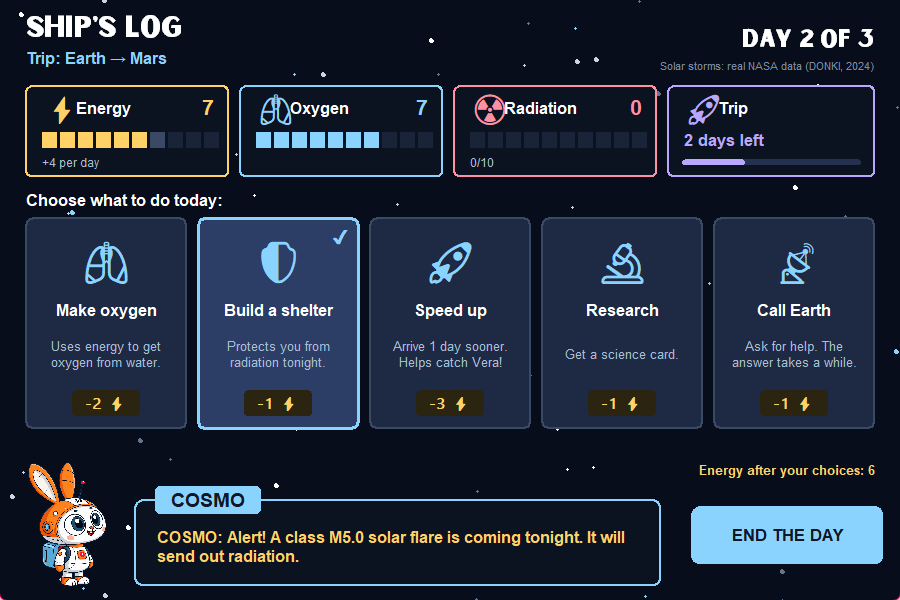 SHIP'S LOG
Trip: Earth → Mars
DAY 2 OF 3
Solar storms: real NASA data (DONKI, 2024)
Energy 7
+4 per day
Oxygen 7
Radiation 0
0/10
Trip
2 days left
Choose what to do today:
Make oxygen
Uses energy to get
oxygen from water.
-2
Build a shelter
Protects you from
radiation tonight.
-1
Speed up
Arrive 1 day sooner.
Helps catch Vera!
-3
Research
Get a science card.
-1
Call Earth
Ask for help. The
answer takes a while.
-1
Energy after your choices: 6
COSMO
COSMO: Alert! A class M5.0 solar flare is coming tonight. It will
send out radiation.
END THE DAY